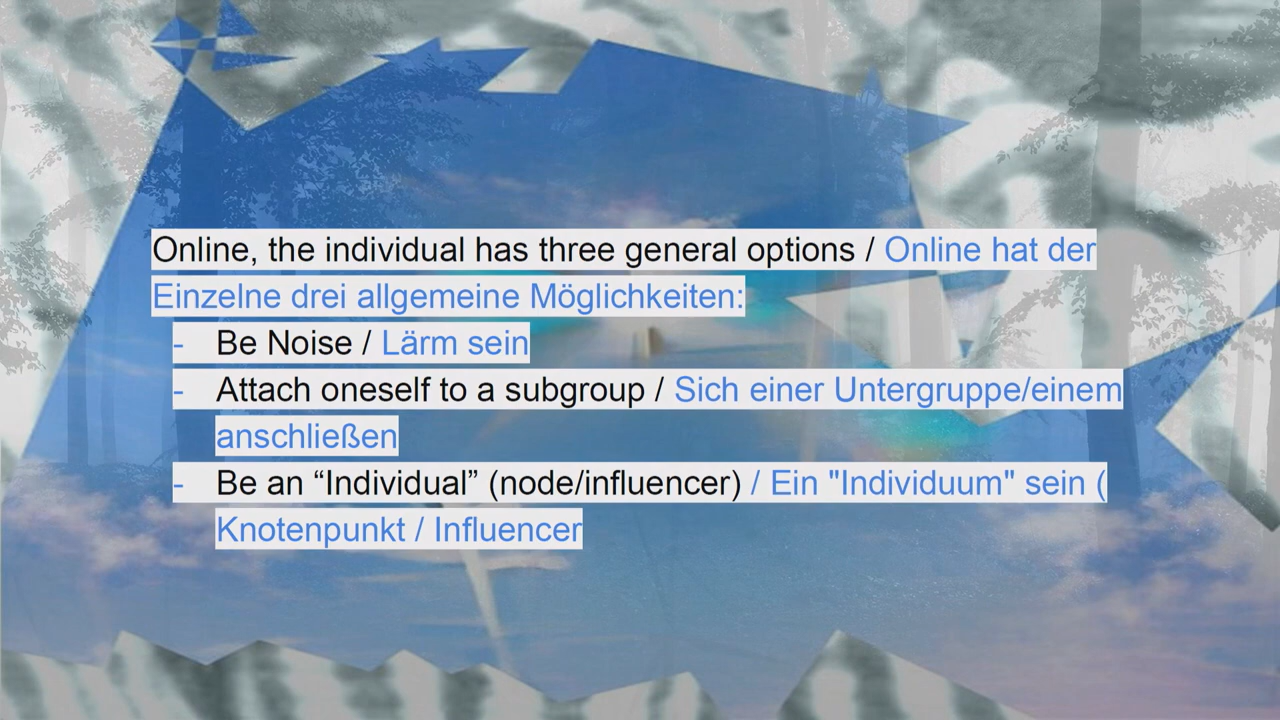 Online, the individual has three general options / Online hat der
Einzelne drei allgemeine Möglichkeiten:
- Be Noise / Lärm sein
- Attach oneself to a subgroup / Sich einer Untergruppe/einem
anschließen
- Be an “Individual” (node/influencer) / Ein "Individuum" sein (
Knotenpunkt / Influencer